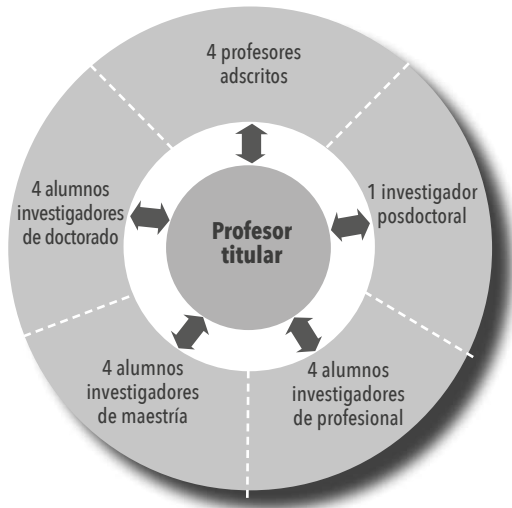 4 profesores
adscritos
1 investigador
posdoctoral
4 alumnos
investigadores
de profesional
4 alumnos
investigadores
de maestría
4 alumnos
investigadores
de doctorado
Profesor
titular